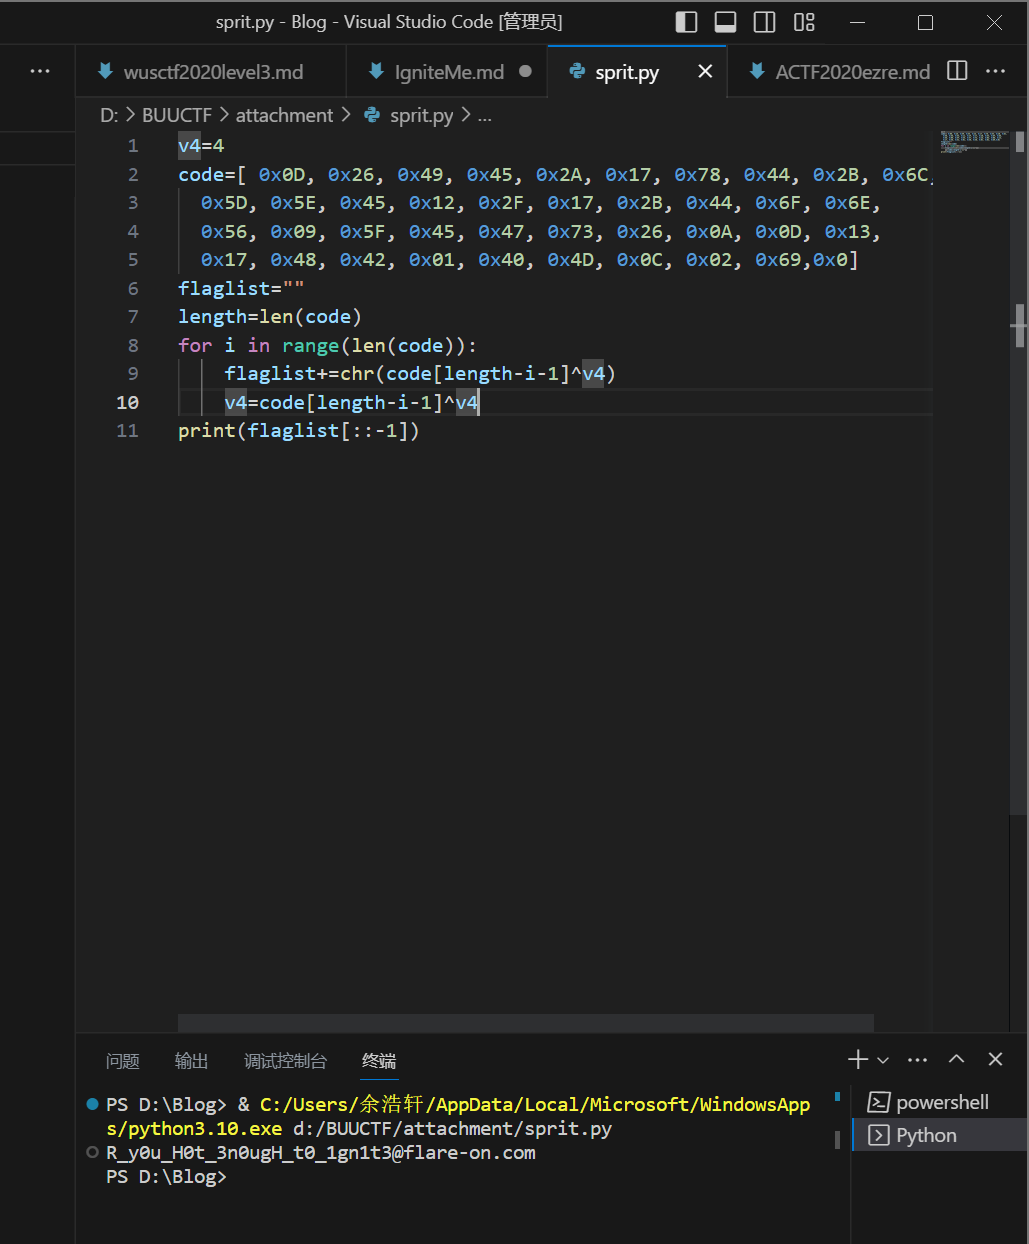 sprit.py - Blog - Visual Studio Code [管理员]
wusctf2020level3.md IgniteMe.md sprit.py ACTF2020ezre.md
D: > BUUCTF > attachment > sprit.py > ...
1 v4=4
2 code=[ 0x0D, 0x26, 0x49, 0x45, 0x2A, 0x17, 0x78, 0x44, 0x2B, 0x6C,
3 0x5D, 0x5E, 0x45, 0x12, 0x2F, 0x17, 0x2B, 0x44, 0x6F, 0x6E,
4 0x56, 0x09, 0x5F, 0x45, 0x47, 0x73, 0x26, 0x0A, 0x0D, 0x13,
5 0x17, 0x48, 0x42, 0x01, 0x40, 0x4D, 0x0C, 0x02, 0x69,0x0]
6 flaglist=""
7 length=len(code)
8 for i in range(len(code)):
9 flaglist+=chr(code[length-i-1]^v4)
10 v4=code[length-i-1]^v4
11 print(flaglist[::-1])
问题 输出 调试控制台 终端
PS D:\Blog> & C:/Users/余浩轩/AppData/Local/Microsoft/WindowsApp
s/python3.10.exe d:/BUUCTF/attachment/sprit.py
R_y0u_H0t_3n0ugH_t0_1gn1t3@flare-on.com
PS D:\Blog>
powershell
Python